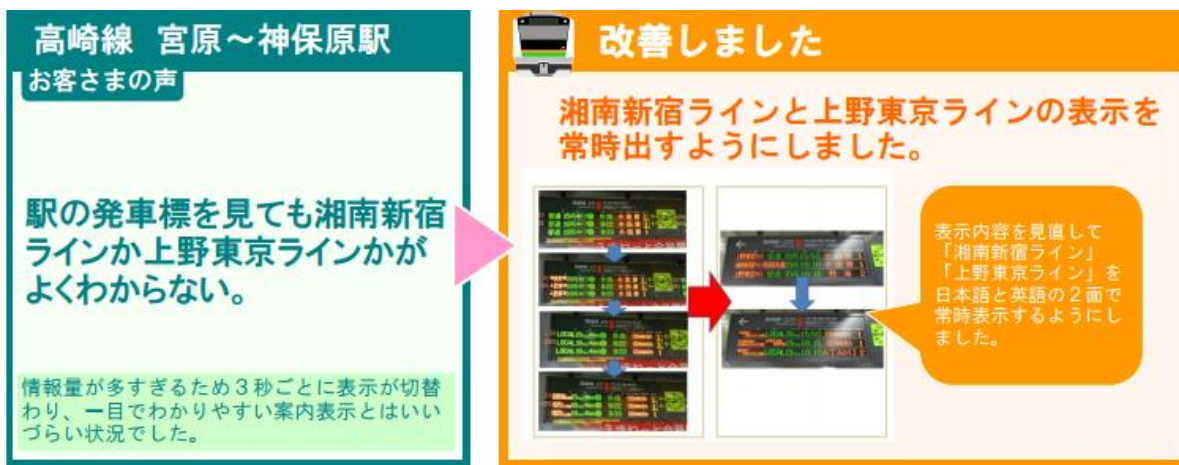 高崎線 宮原～神保原駅
お客さまの声
駅の発車標を見ても湘南新宿
ラインか上野東京ラインかが
よくわからない。
情報量が多すぎるため３秒ごとに表示が切替
わり、一目でわかりやすい案内表示とはいい
づらい状況でした。
改善しました
湘南新宿ラインと上野東京ラインの表示を
常時出すようにしました。
表示内容を見直して
「湘南新宿ライン」
「上野東京ライン」を
日本語と英語の２面で
常時表示するようにし
ました。